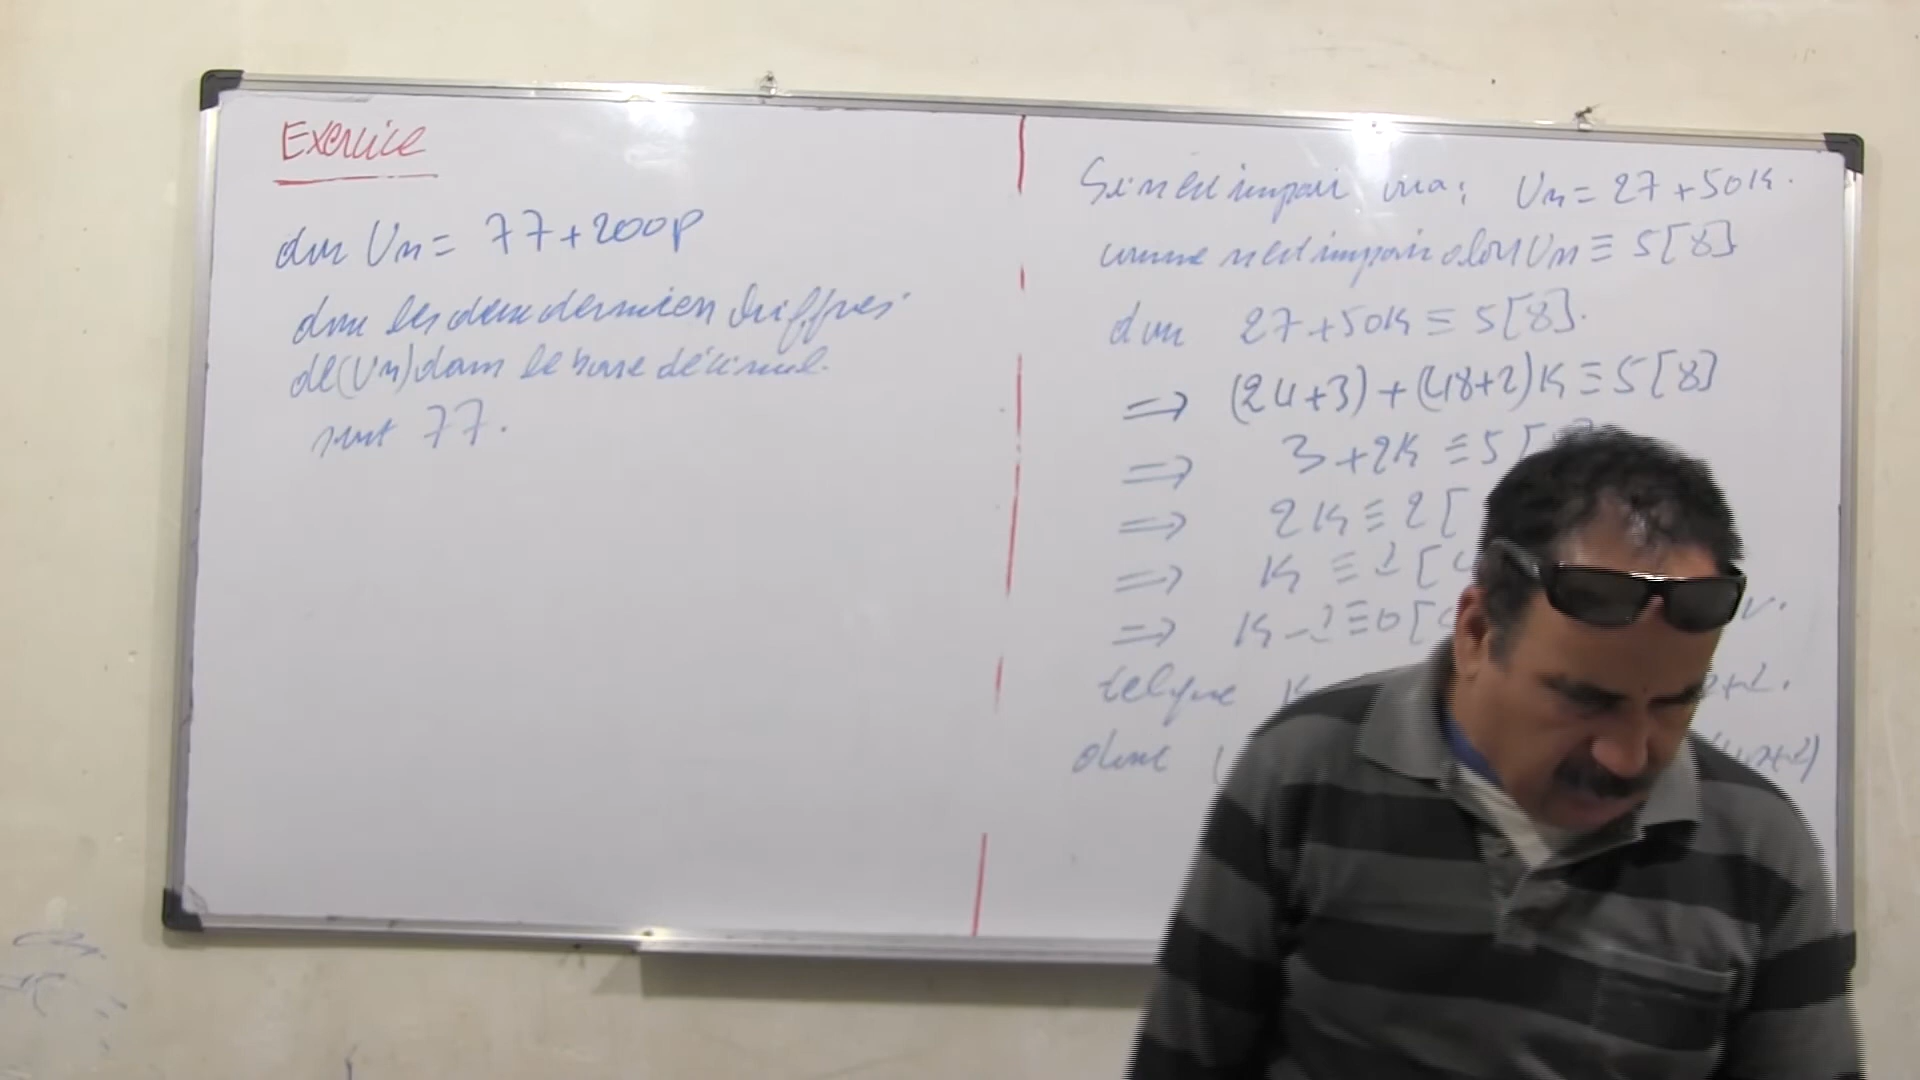 Exercice
donc Un = 77+200p
donc les deux derniers chiffres
de (Un) dans le base décimal.
sont 77.
Si n est impair on a : Un = 27 + 50K.
comme n est impair alors Un ≡ 5[8]
donc 27 + 50K ≡ 5[8].
⇒ (24+3) + (48+2)K ≡ 5[8]
⇒ 3 + 2K ≡ 5[
⇒ 2K ≡ 2[
⇒ K ≡ 1[
⇒ K - 1 ≡ 0[
tel que K
donc